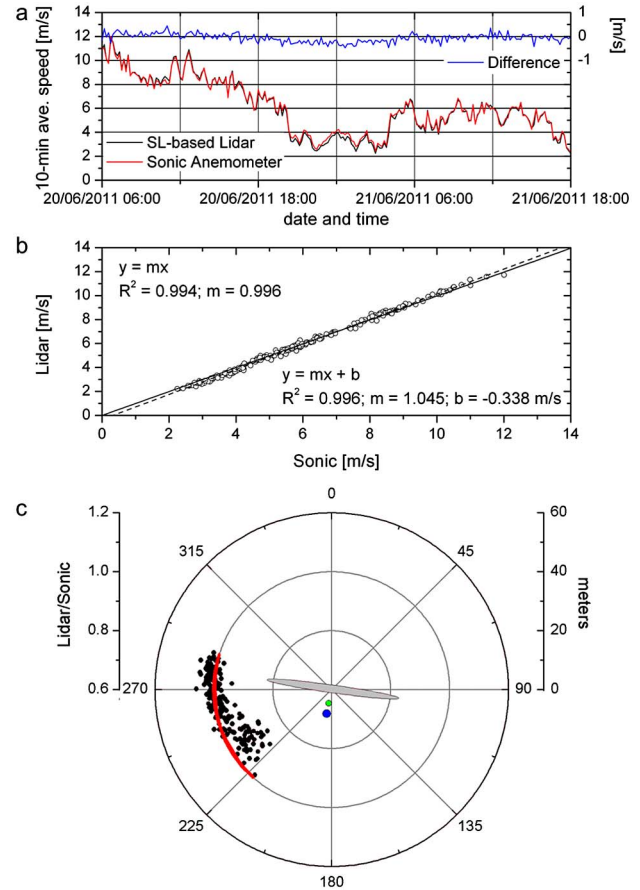 a
10-min ave. speed [m/s]
14
12
10
8
6
4
2
0
1
0
-1
[m/s]
Difference
SL-based Lidar
Sonic Anemometer
20/06/2011 06:00
20/06/2011 18:00
21/06/2011 06:00
21/06/2011 18:00
date and time
b
Lidar [m/s]
14
12
10
8
6
4
2
0
y = mx
R² = 0.994; m = 0.996
y = mx + b
R² = 0.996; m = 1.045; b = -0.338 m/s
0
2
4
6
8
10
12
14
Sonic [m/s]
c
Lidar/Sonic
1.2
1.0
0.8
0.6
0
45
90
135
180
225
270
315
60
40
20
0
meters